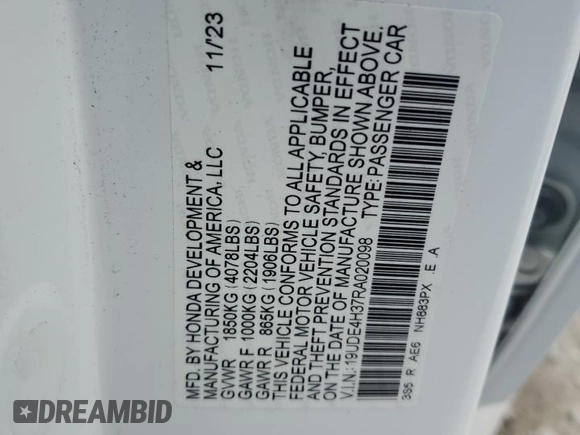 MFD. BY HONDA DEVELOPMENT &
MANUFACTURING OF AMERICA, LLC 11/23
GVWR 1850KG (4078LBS)
GAWR F 1000KG (2204LBS)
GAWR R 865KG (1906LBS)
THIS VEHICLE CONFORMS TO ALL APPLICABLE
FEDERAL MOTOR VEHICLE SAFETY, BUMPER,
AND THEFT PREVENTION STANDARDS IN EFFECT
ON THE DATE OF MANUFACTURE SHOWN ABOVE.
V.I.N.: 19UDE4H37RA020098 TYPE: PASSENGER CAR
3S5 R AE6 NH883PX .E .A
DREAMBID